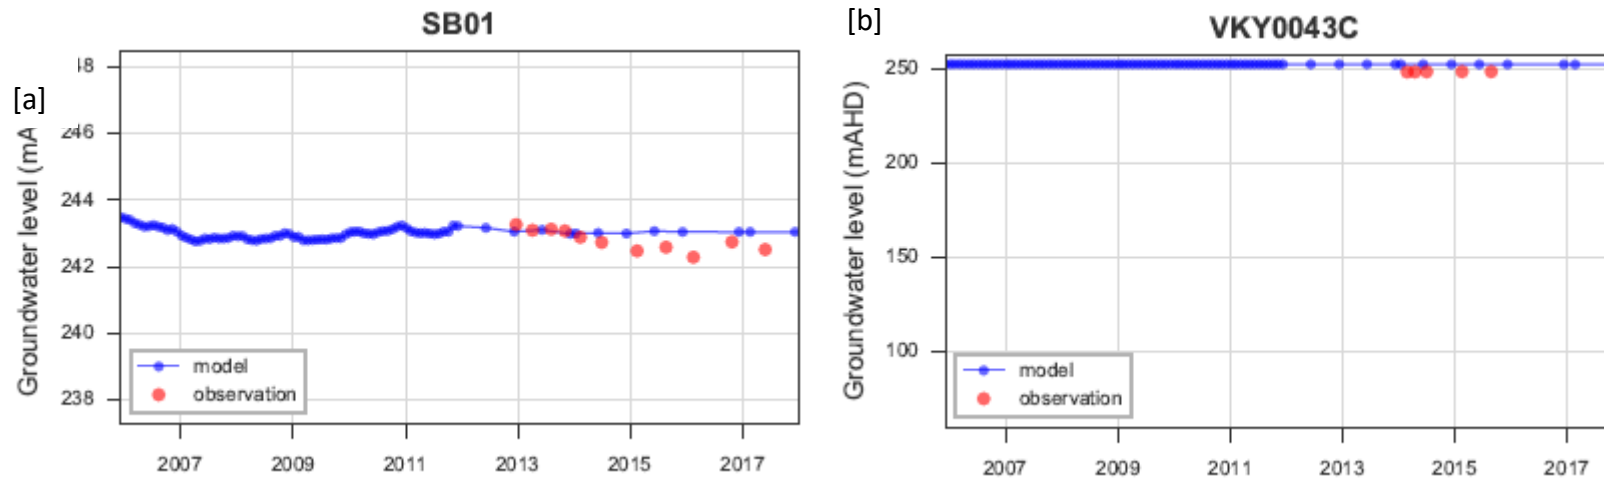 SB01
[a]
Groundwater level (mA
48
246
244
242
240
238
model
observation
2007 2009 2011 2013 2015 2017
[b]
VKY0043C
Groundwater level (mAHD)
250
200
150
100
model
observation
2007 2009 2011 2013 2015 2017